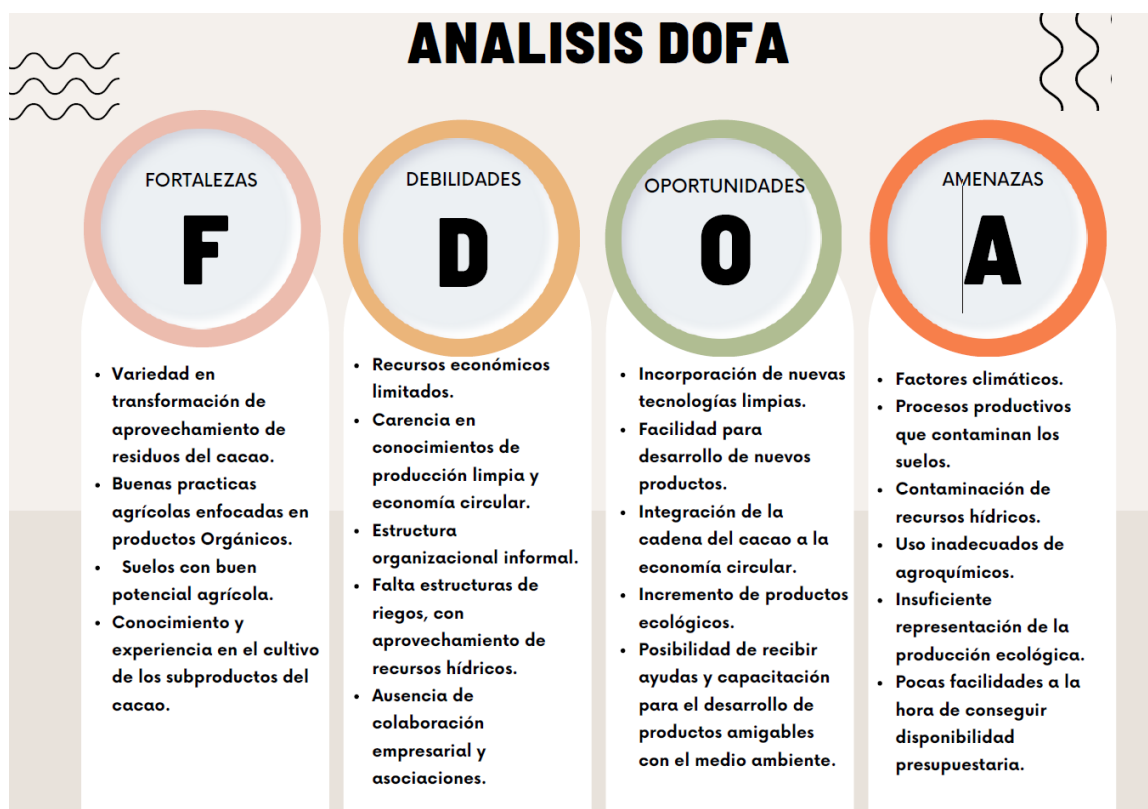 ANALISIS DOFA
FORTALEZAS
F
• Variedad en
transformación de
aprovechamiento de
residuos del cacao.
• Buenas practicas
agrícolas enfocadas en
productos Orgánicos.
• Suelos con buen
potencial agrícola.
• Conocimiento y
experiencia en el cultivo
de los subproductos del
cacao.
DEBILIDADES
D
• Recursos económicos
limitados.
• Carencia en
conocimientos de
producción limpia y
economía circular.
• Estructura
organizacional informal.
• Falta estructuras de
riegos, con
aprovechamiento de
recursos hídricos.
• Ausencia de
colaboración
empresarial y
asociaciones.
OPORTUNIDADES
O
• Incorporación de nuevas
tecnologías limpias.
• Facilidad para
desarrollo de nuevos
productos.
• Integración de la
cadena del cacao a la
economía circular.
• Incremento de productos
ecológicos.
• Posibilidad de recibir
ayudas y capacitación
para el desarrollo de
productos amigables
con el medio ambiente.
AMENAZAS
A
• Factores climáticos.
• Procesos productivos
que contaminan los
suelos.
• Contaminación de
recursos hídricos.
• Uso inadecuados de
agroquímicos.
• Insuficiente
representación de la
producción ecológica.
• Pocas facilidades a la
hora de conseguir
disponibilidad
presupuestaria.